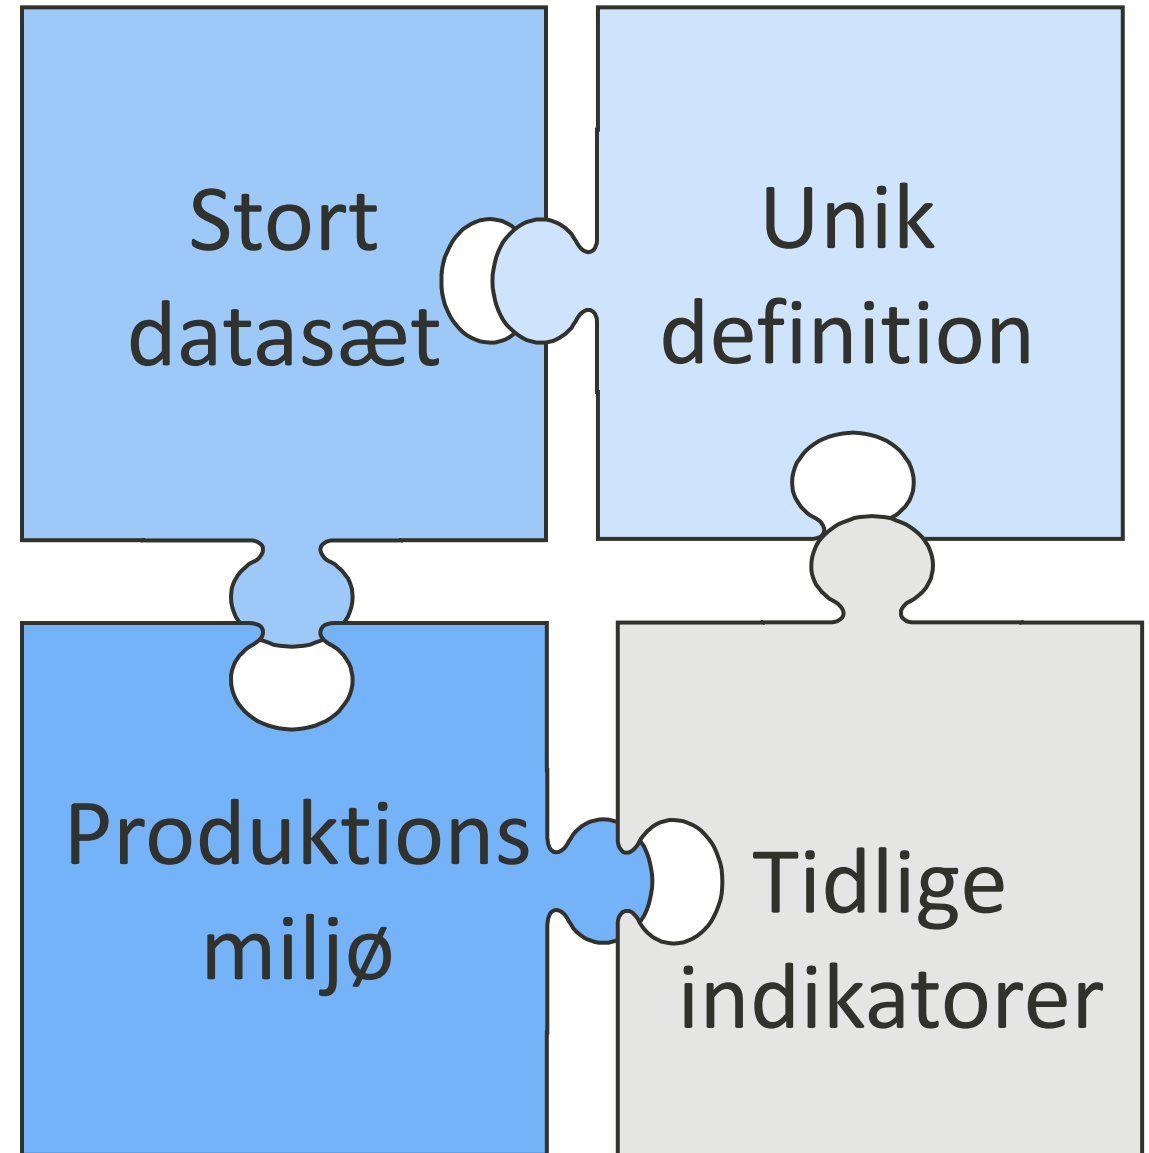 Stort
datasæt
Unik
definition
Produktions
miljø
Tidlige
indikatorer